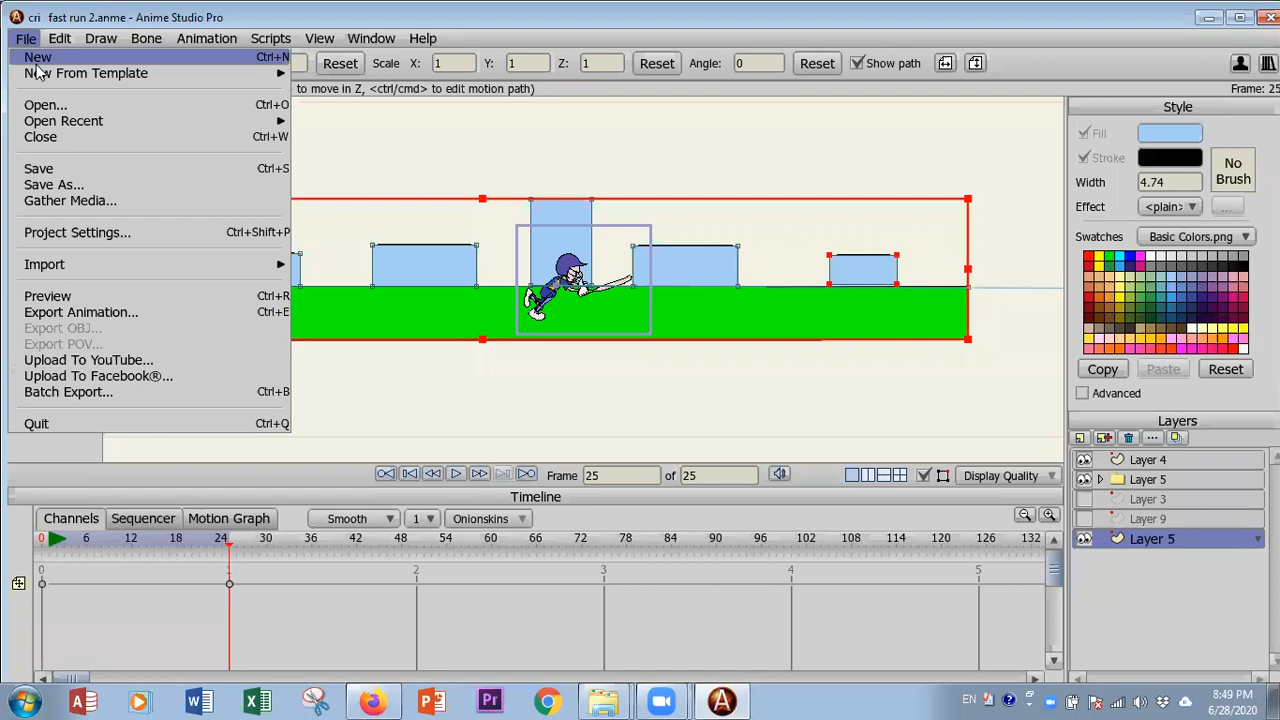 cri fast run 2.anme - Anime Studio Pro
File Edit Draw Bone Animation Scripts View Window Help
Reset Scale X: 1 Y: 1 Z: 1 Reset Angle: 0 Reset Show path
to move in Z, <ctrl/cmd> to edit motion path) Frame: 25
New Ctrl+N
New From Template
Open... Ctrl+O
Open Recent
Close Ctrl+W
Save Ctrl+S
Save As...
Gather Media...
Project Settings... Ctrl+Shift+P
Import
Preview Ctrl+R
Export Animation... Ctrl+E
Export OBJ...
Export POV...
Upload To YouTube...
Upload To Facebook®...
Batch Export... Ctrl+B
Quit Ctrl+Q
Style
Fill
Stroke
No
Brush
Width 4.74
Effect <plain> ...
Swatches Basic Colors.png
Copy Paste Reset
Advanced
Layers
Layer 4
Layer 5
Layer 3
Layer 9
Layer 5
Frame 25 of 25 Display Quality
Timeline
Channels Sequencer Motion Graph Smooth 1 Onionskins
0 6 12 18 24 30 36 42 48 54 60 66 72 78 84 90 96 102 108 114 120 126 132
0 1 2 3 4 5
EN 8:49 PM
6/28/2020